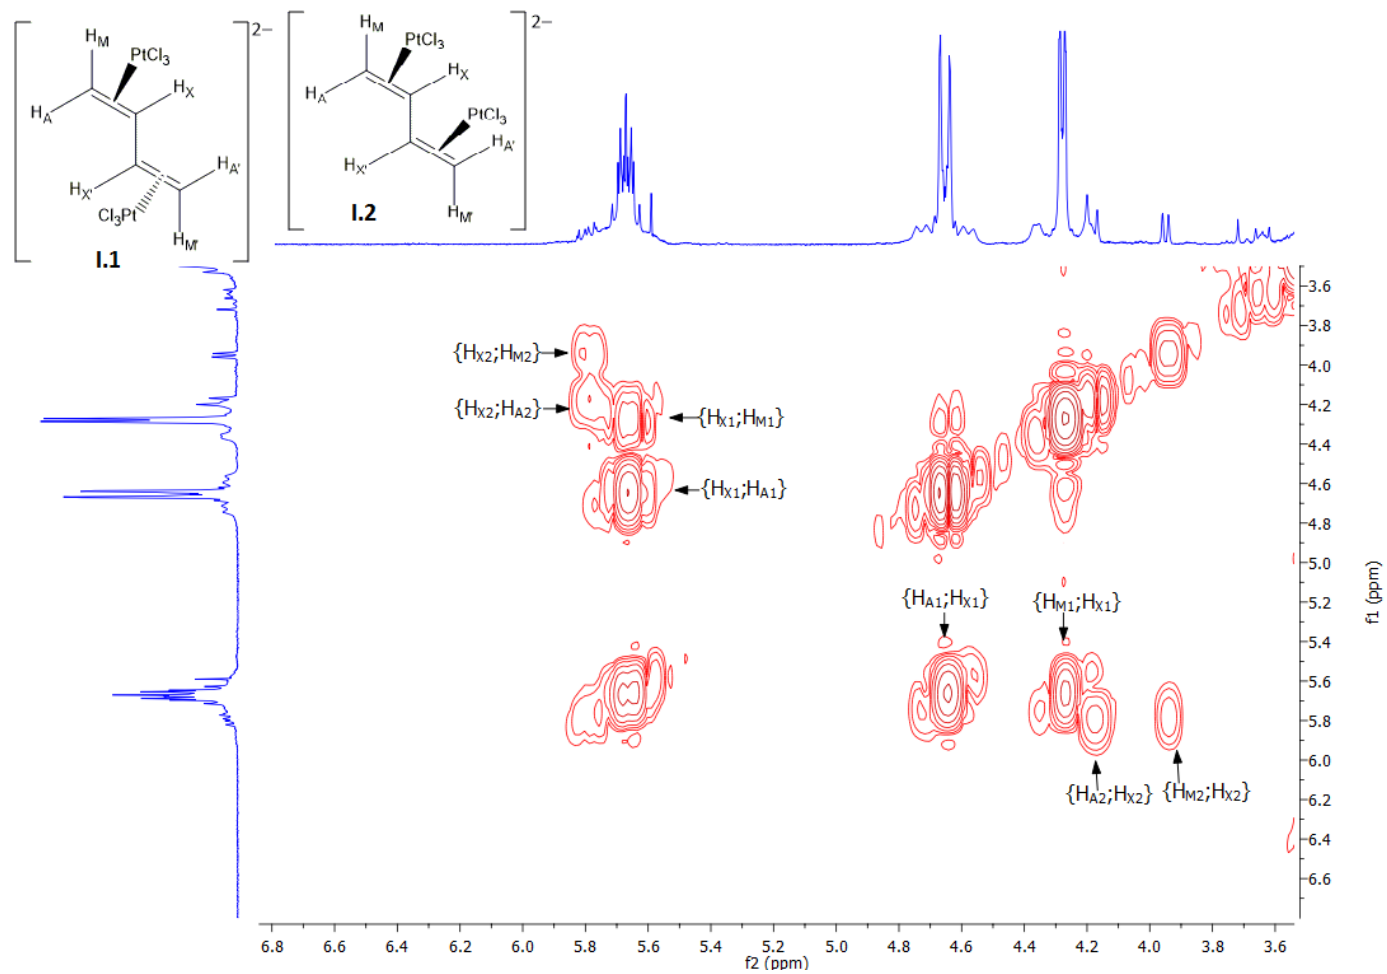 2−
H_M
PtCl_3
H_X
H_A
H_A'
H_X'
Cl_3Pt
H_M'
I.1
2−
H_M
PtCl_3
H_X
H_A
PtCl_3
H_A'
H_X'
H_M'
I.2
{H_X2;H_M2}
{H_X2;H_A2}
{H_X1;H_M1}
{H_X1;H_A1}
{H_A1;H_X1}
{H_M1;H_X1}
{H_A2;H_X2}
{H_M2;H_X2}
3.6
3.8
4.0
4.2
4.4
4.6
4.8
5.0
5.2
5.4
5.6
5.8
6.0
6.2
6.4
6.6
f1 (ppm)
6.8 6.6 6.4 6.2 6.0 5.8 5.6 5.4 5.2 5.0 4.8 4.6 4.4 4.2 4.0 3.8 3.6
f2 (ppm)